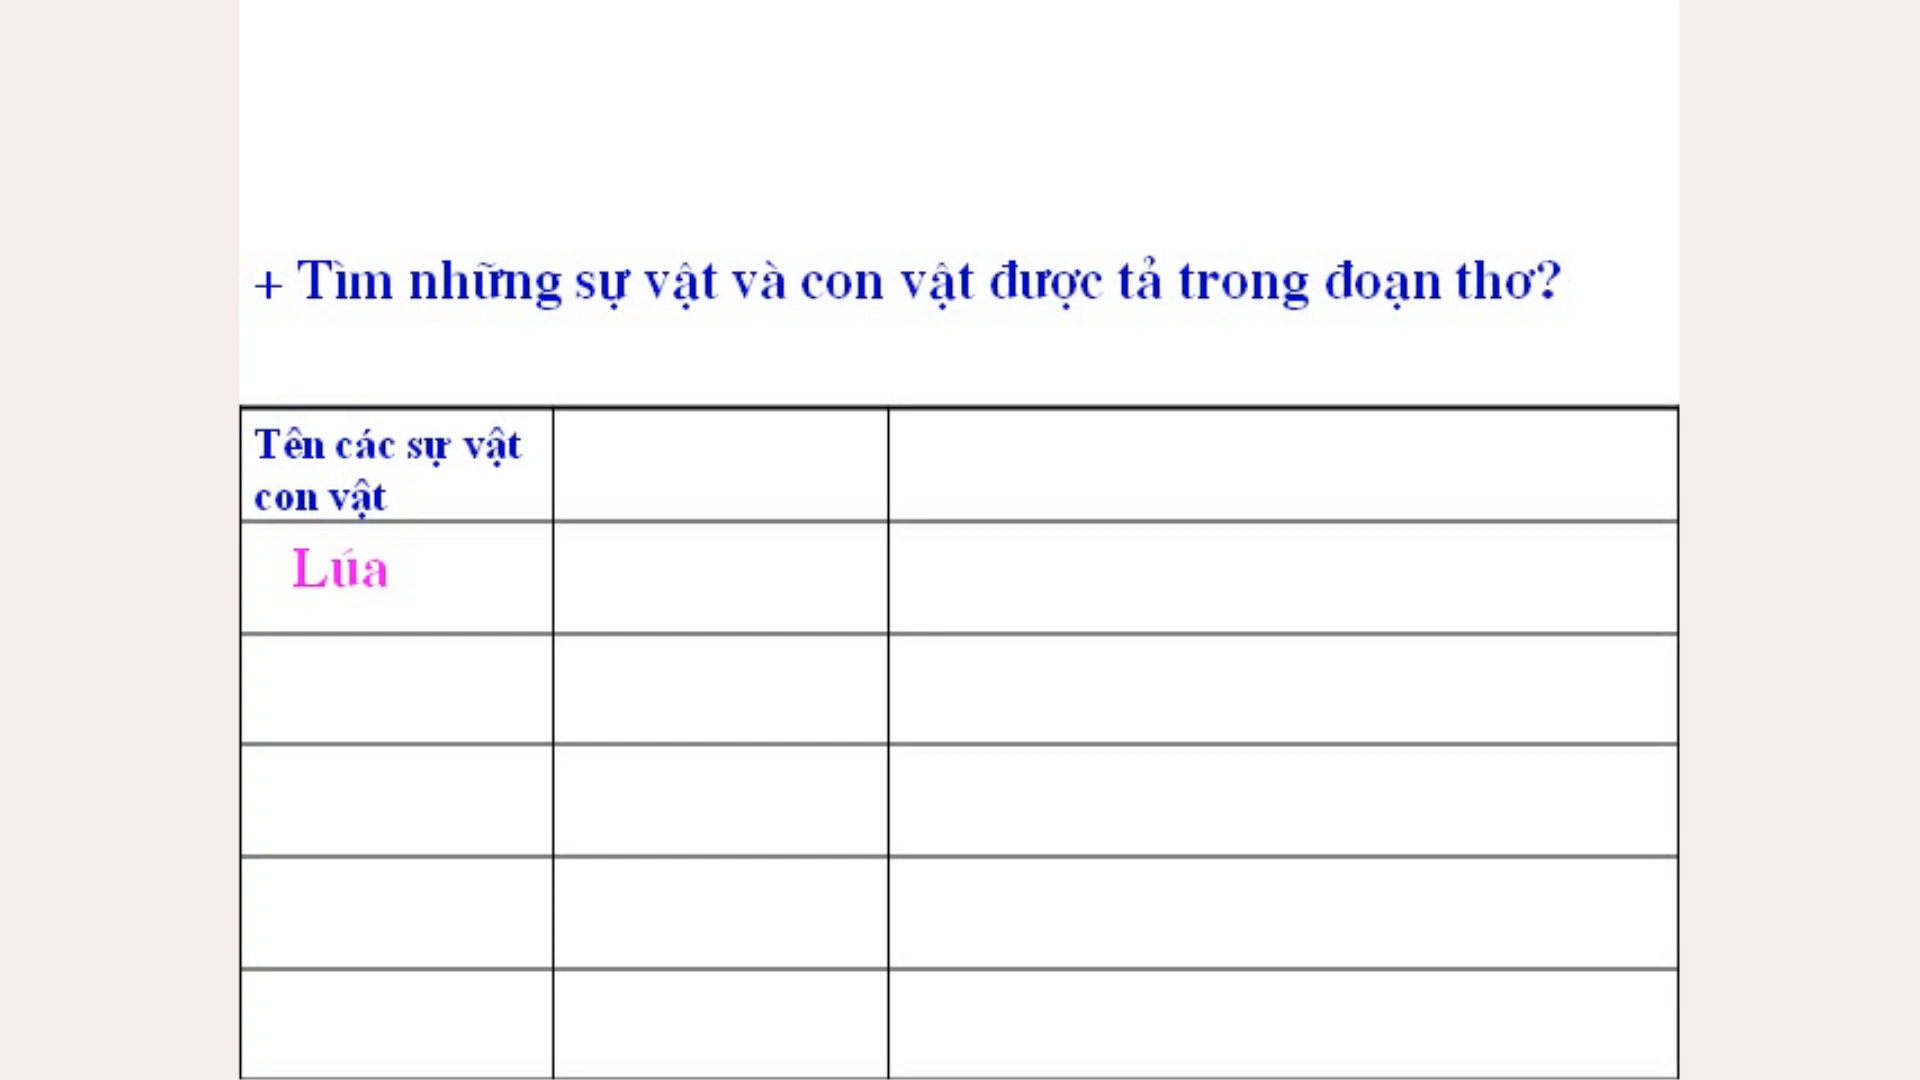 + Tìm những sự vật và con vật được tả trong đoạn thơ?
Tên các sự vật
con vật
Lúa